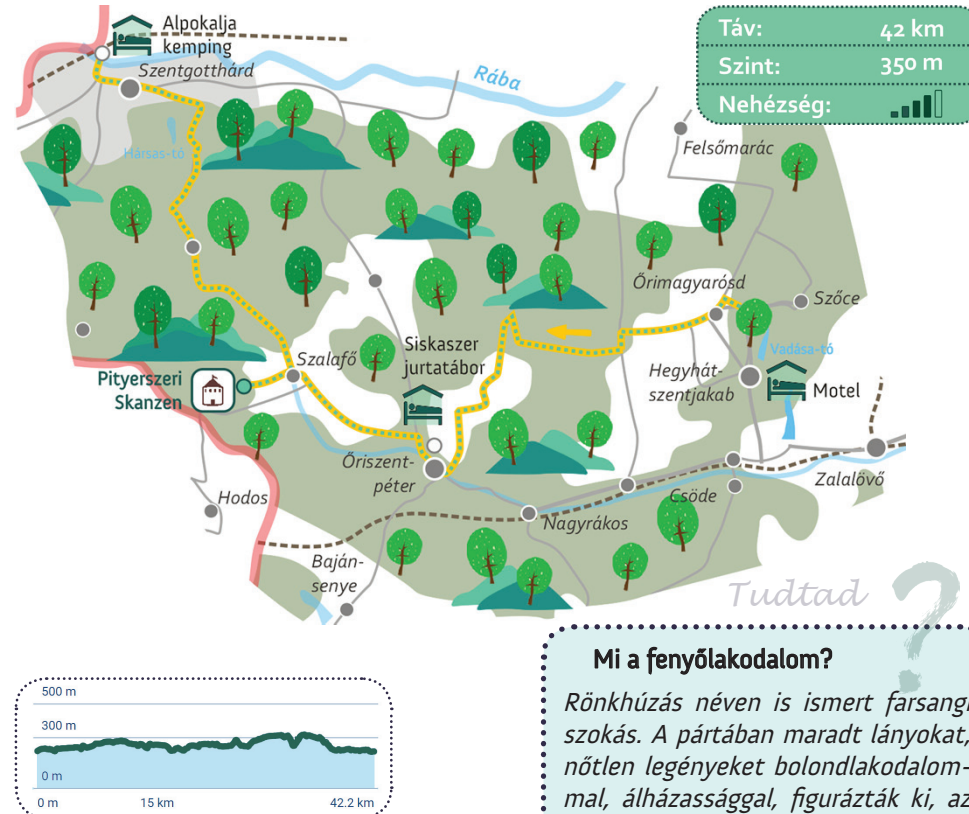 Alpokalja
kemping
Szentgotthárd
Rába
Táv: 42 km
Szint: 350 m
Nehézség:
Hársas-tó
Felsőmarác
Őrimagyarósd
Szőce
Siskaszer
jurtatábor
Szalafő
Vadása-tó
Pityerszeri
Skanzen
Hegyhát-
szentjakab
Motel
Őriszent-
péter
Zalalövő
Csöde
Hodos
Nagyrákos
Baján-
senye
Tudtad
?
Mi a fenyőlakodalom?
Rönkhúzás néven is ismert farsangi
szokás. A pártában maradt lányokat,
nőtlen legényeket bolondlakodalom-
mal, álházassággal, figurázták ki, az
500 m
300 m
0 m
0 m 15 km 42.2 km